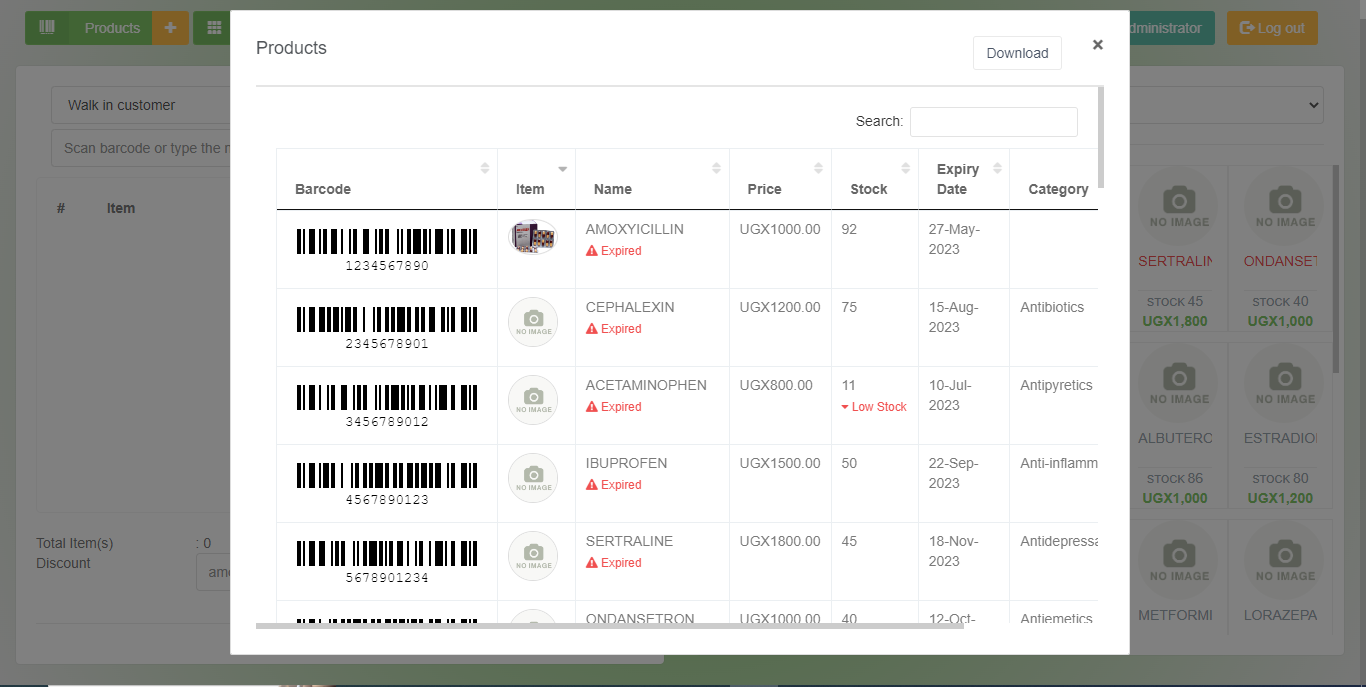 Products
dministrator
Log out
Products
Download
×
Walk in customer
Scan barcode or type the n
Search:
#
Item
Barcode
Item
Name
Price
Stock
Expiry
Date
Category
1234567890
AMOXYICILLIN
Expired
UGX1000.00
92
27-May-
2023
2345678901
NO IMAGE
CEPHALEXIN
Expired
UGX1200.00
75
15-Aug-
2023
Antibiotics
3456789012
NO IMAGE
ACETAMINOPHEN
Expired
UGX800.00
11
Low Stock
10-Jul-
2023
Antipyretics
4567890123
NO IMAGE
IBUPROFEN
Expired
UGX1500.00
50
22-Sep-
2023
Anti-inflamm
5678901234
NO IMAGE
SERTRALINE
Expired
UGX1800.00
45
18-Nov-
2023
Antidepressa
ONDANSETRON
UGX1000.00
40
12-Oct-
Antiemetics
Total Item(s)
: 0
Discount
amo
NO IMAGE
SERTRALIN
STOCK 45
UGX1,800
NO IMAGE
ONDANSET
STOCK 40
UGX1,000
NO IMAGE
ALBUTERO
STOCK 86
UGX1,000
NO IMAGE
ESTRADIOI
STOCK 80
UGX1,200
NO IMAGE
METFORMI
NO IMAGE
LORAZEPA